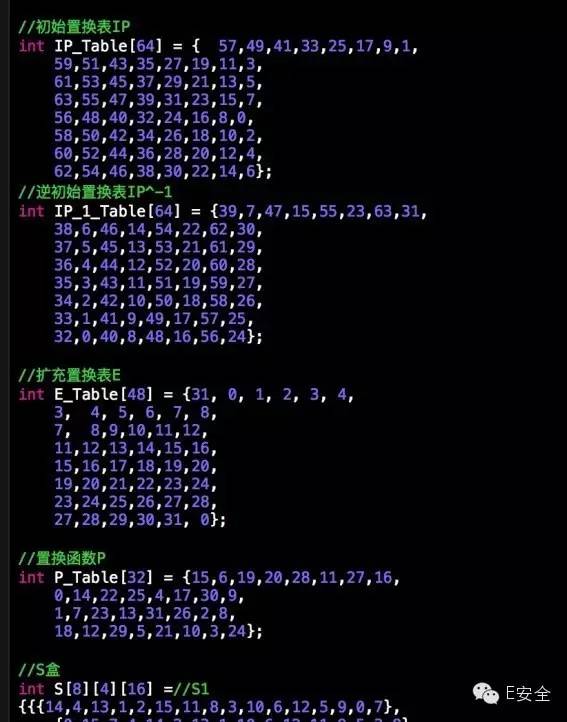 //初始置换表IP
int IP_Table[64] = {  57,49,41,33,25,17,9,1,
59,51,43,35,27,19,11,3,
61,53,45,37,29,21,13,5,
63,55,47,39,31,23,15,7,
56,48,40,32,24,16,8,0,
58,50,42,34,26,18,10,2,
60,52,44,36,28,20,12,4,
62,54,46,38,30,22,14,6};
//逆初始置换表IP^-1
int IP_1_Table[64] = {39,7,47,15,55,23,63,31,
38,6,46,14,54,22,62,30,
37,5,45,13,53,21,61,29,
36,4,44,12,52,20,60,28,
35,3,43,11,51,19,59,27,
34,2,42,10,50,18,58,26,
33,1,41,9,49,17,57,25,
32,0,40,8,48,16,56,24};
//扩充置换表E
int E_Table[48] = {31, 0, 1, 2, 3, 4,
3,  4, 5, 6, 7, 8,
7,  8,9,10,11,12,
11,12,13,14,15,16,
15,16,17,18,19,20,
19,20,21,22,23,24,
23,24,25,26,27,28,
27,28,29,30,31, 0};
//置换函数P
int P_Table[32] = {15,6,19,20,28,11,27,16,
0,14,22,25,4,17,30,9,
1,7,23,13,31,26,2,8,
18,12,29,5,21,10,3,24};
//S盒
int S[8][4][16] =//S1
{{{14,4,13,1,2,15,11,8,3,10,6,12,5,9,0,7},
E安全